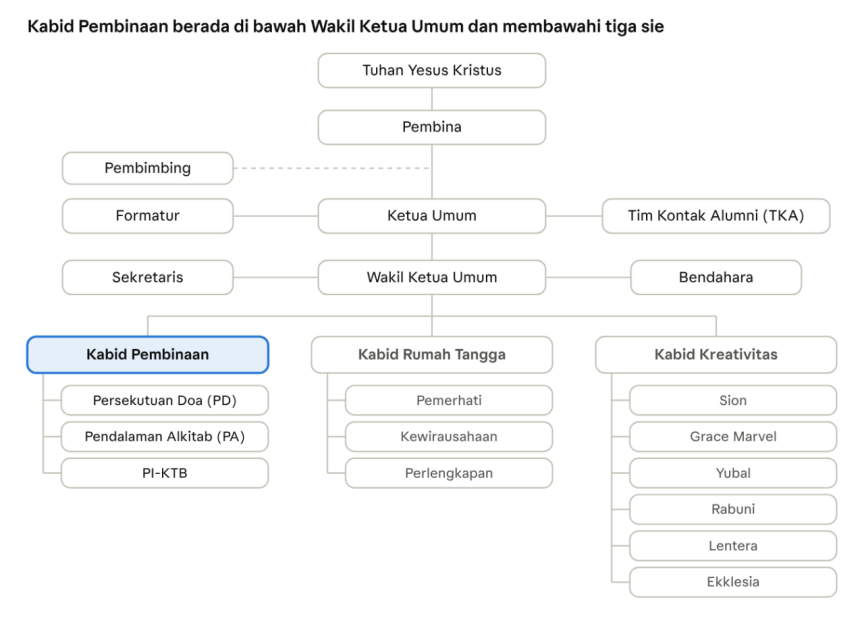 Kabid Pembinaan berada di bawah Wakil Ketua Umum dan membawahi tiga sie
Tuhan Yesus Kristus
Pembina
Pembimbing
Formatur
Ketua Umum
Tim Kontak Alumni (TKA)
Sekretaris
Wakil Ketua Umum
Bendahara
Kabid Pembinaan
Persekutuan Doa (PD)
Pendalaman Alkitab (PA)
PI-KTB
Kabid Rumah Tangga
Pemerhati
Kewirausahaan
Perlengkapan
Kabid Kreativitas
Sion
Grace Marvel
Yubal
Rabuni
Lentera
Ekklesia